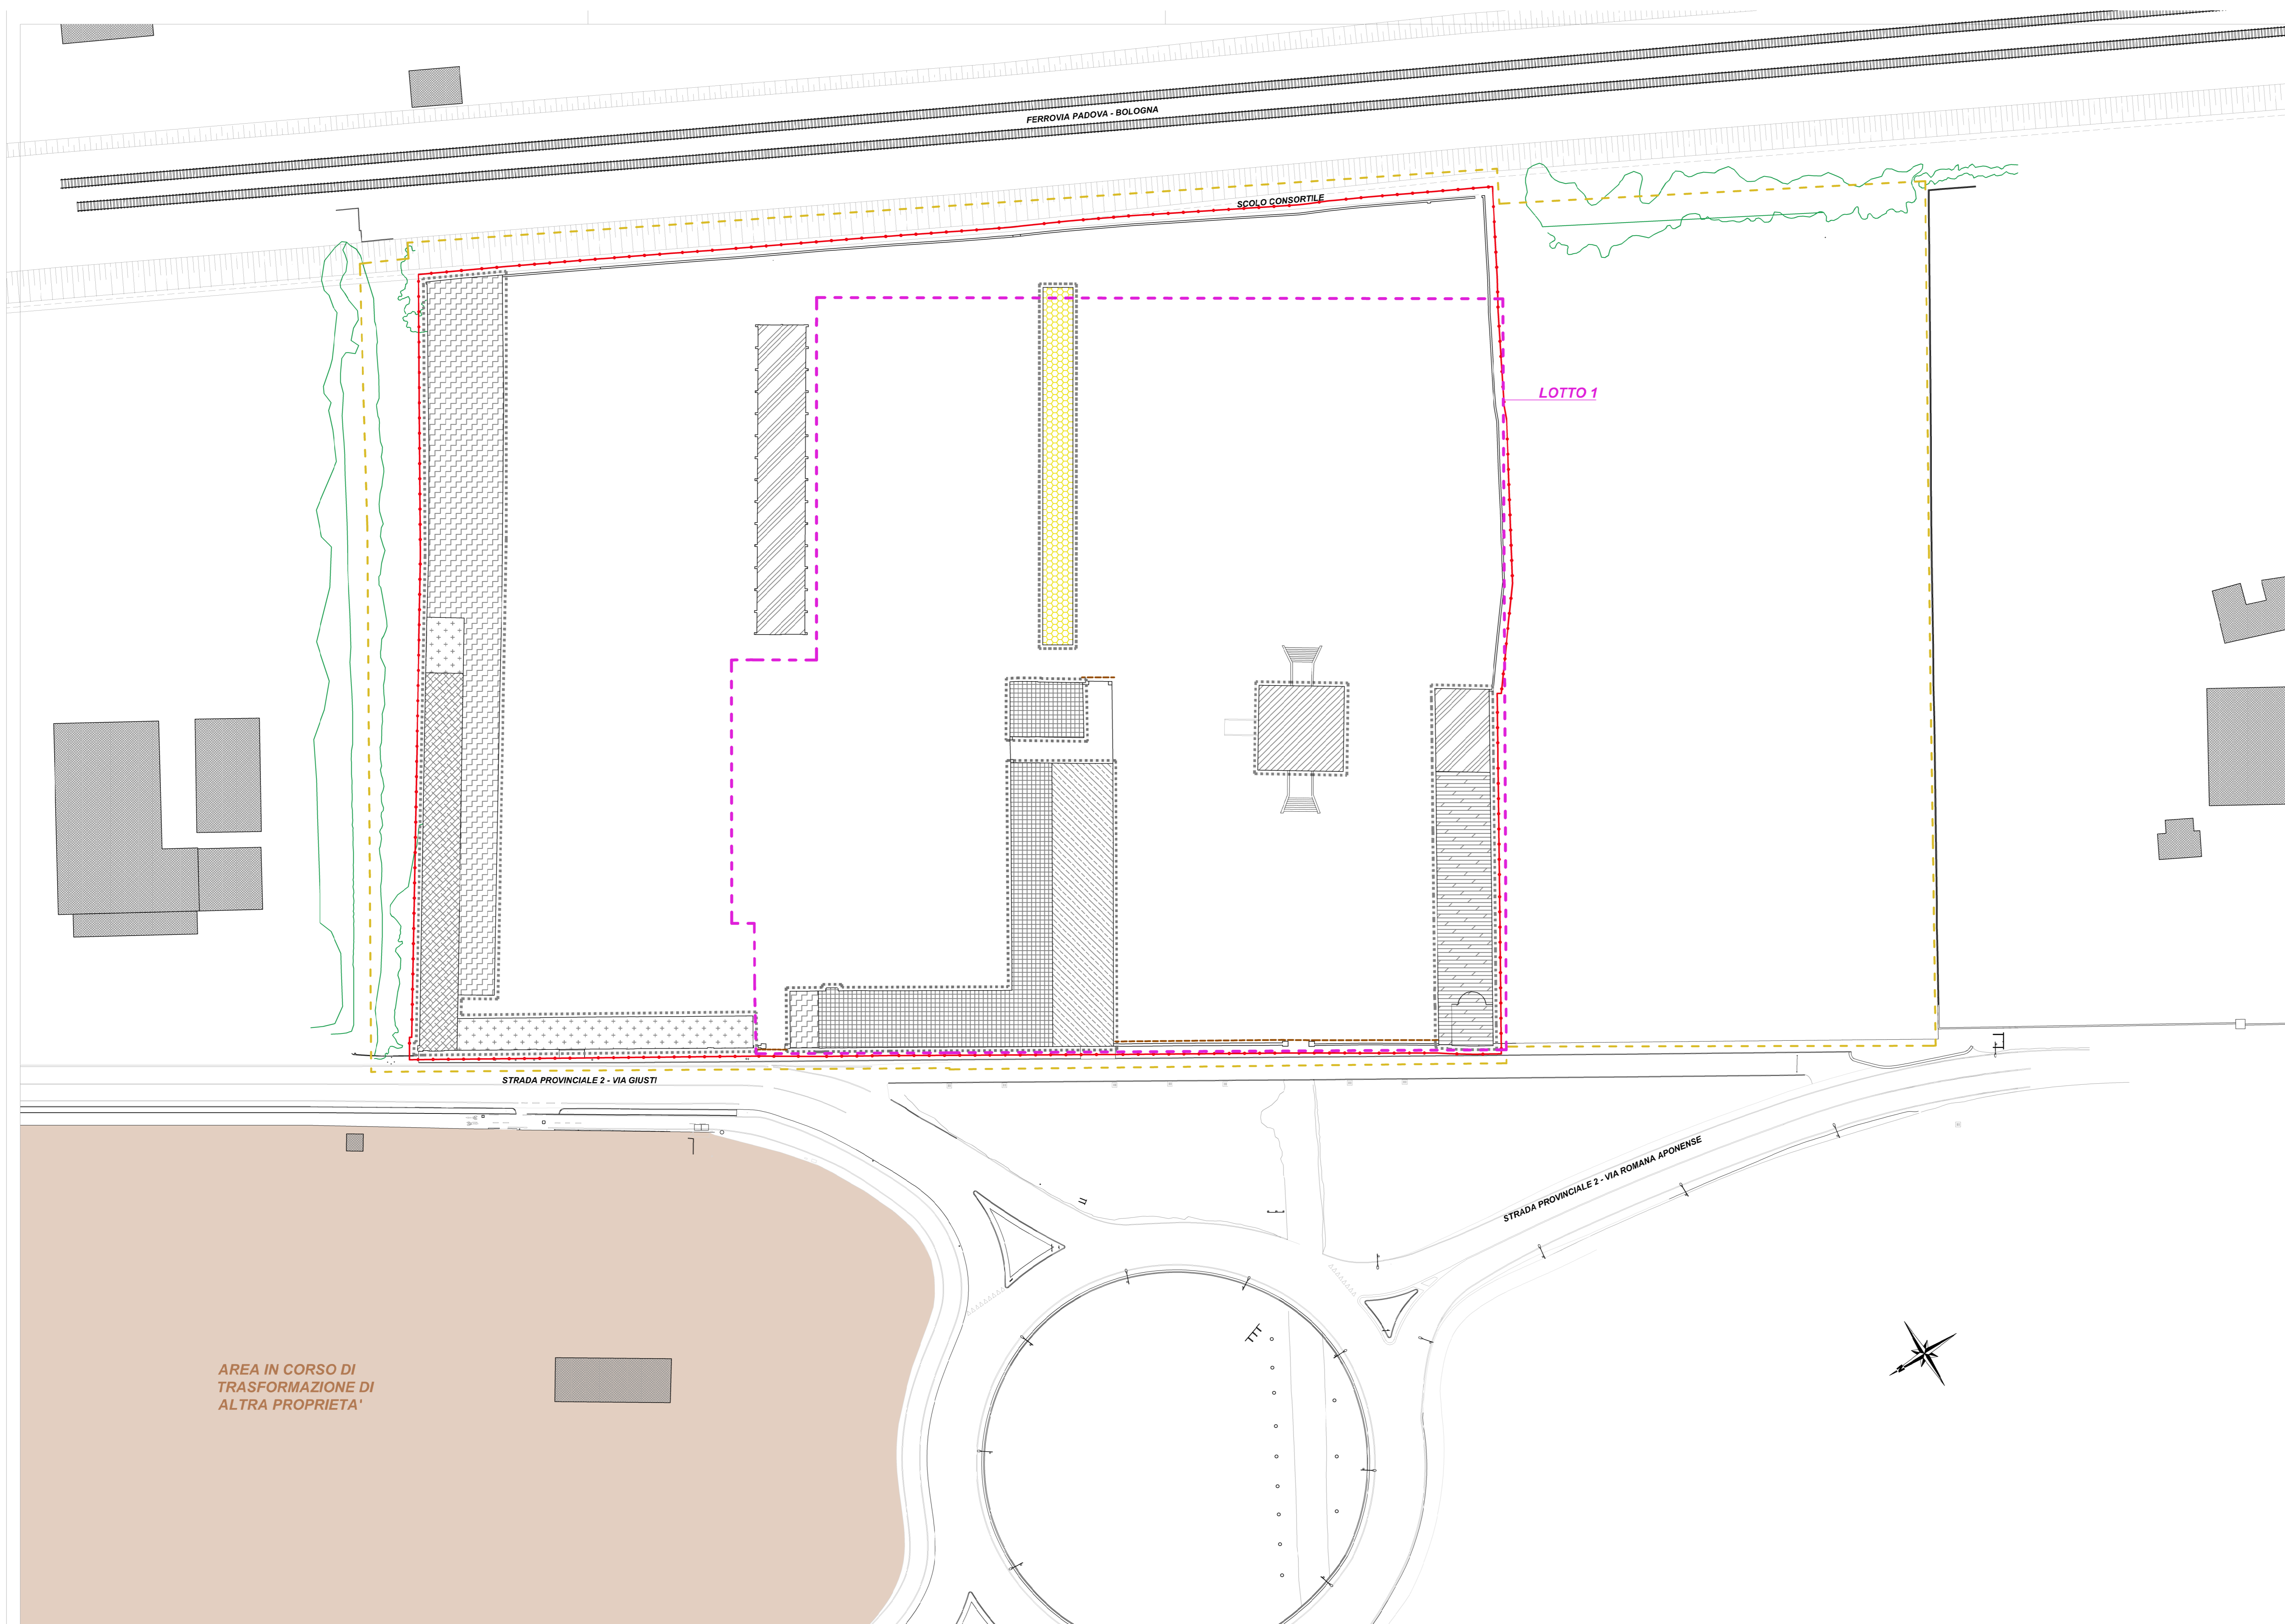 FERROVIA PADOVA - BOLOGNA
SCOLO CONSORTILE
LOTTO 1
STRADA PROVINCIALE 2 - VIA GIUSTI
STRADA PROVINCIALE 2 - VIA ROMANA APONENSE
AREA IN CORSO DI
TRASFORMAZIONE DI
ALTRA PROPRIETA'